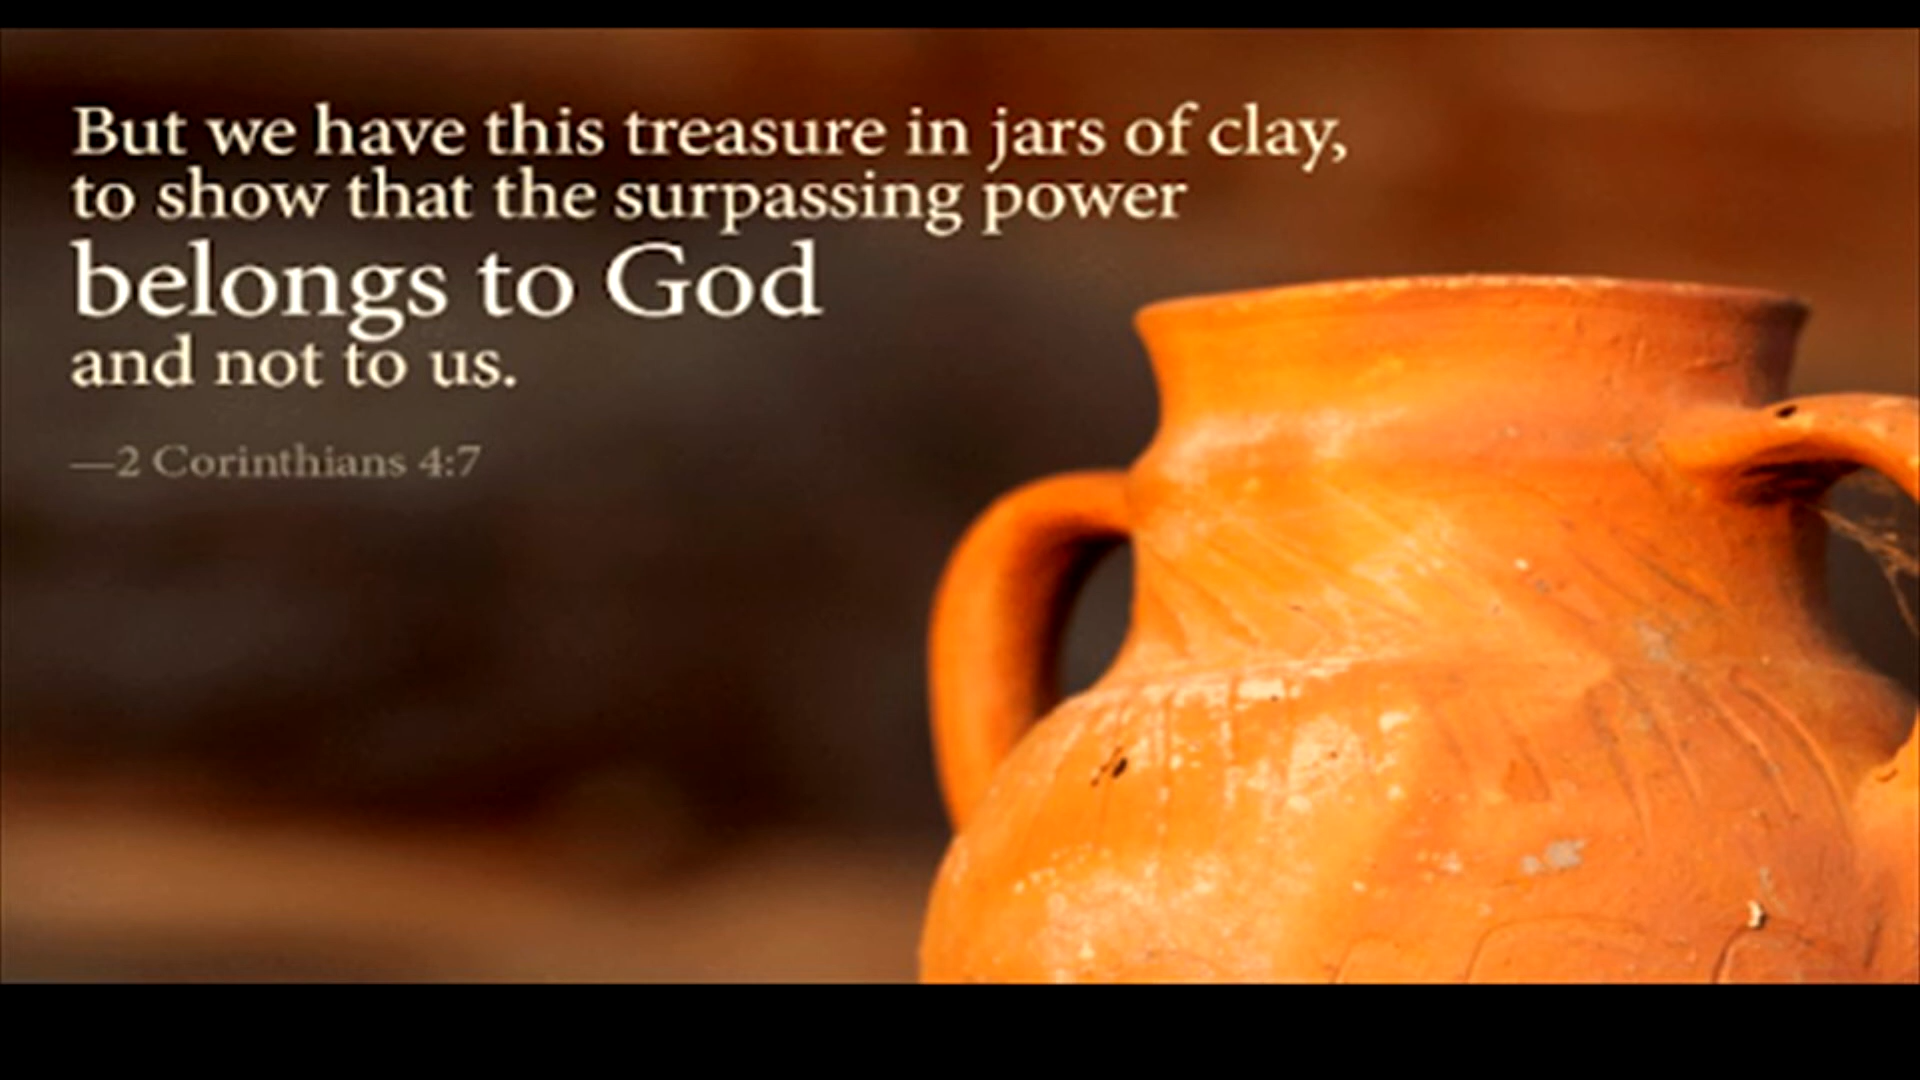 But we have this treasure in jars of clay,
to show that the surpassing power
belongs to God
and not to us.
—2 Corinthians 4:7